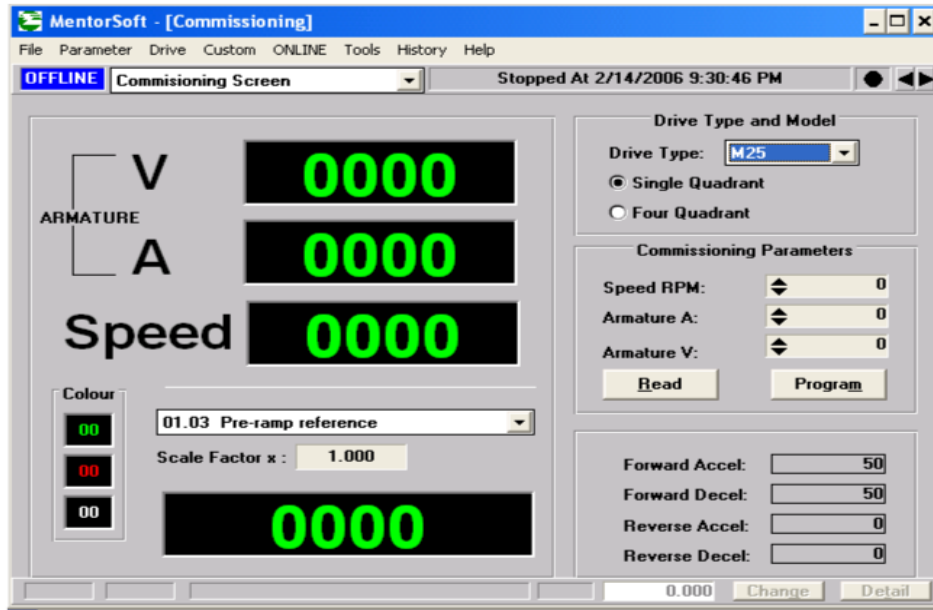 MentorSoft - [Commissioning]
File Parameter Drive Custom ONLINE Tools History Help
OFFLINE Commisioning Screen Stopped At 2/14/2006 9:30:46 PM
V 0000
ARMATURE
A 0000
Speed 0000
Colour
00
00
00
01.03 Pre-ramp reference
Scale Factor x : 1.000
0000
Drive Type and Model
Drive Type: M25
Single Quadrant
Four Quadrant
Commissioning Parameters
Speed RPM: 0
Armature A: 0
Armature V: 0
Read Program
Forward Accel: 50
Forward Decel: 50
Reverse Accel: 0
Reverse Decel: 0
0.000 Change Detail